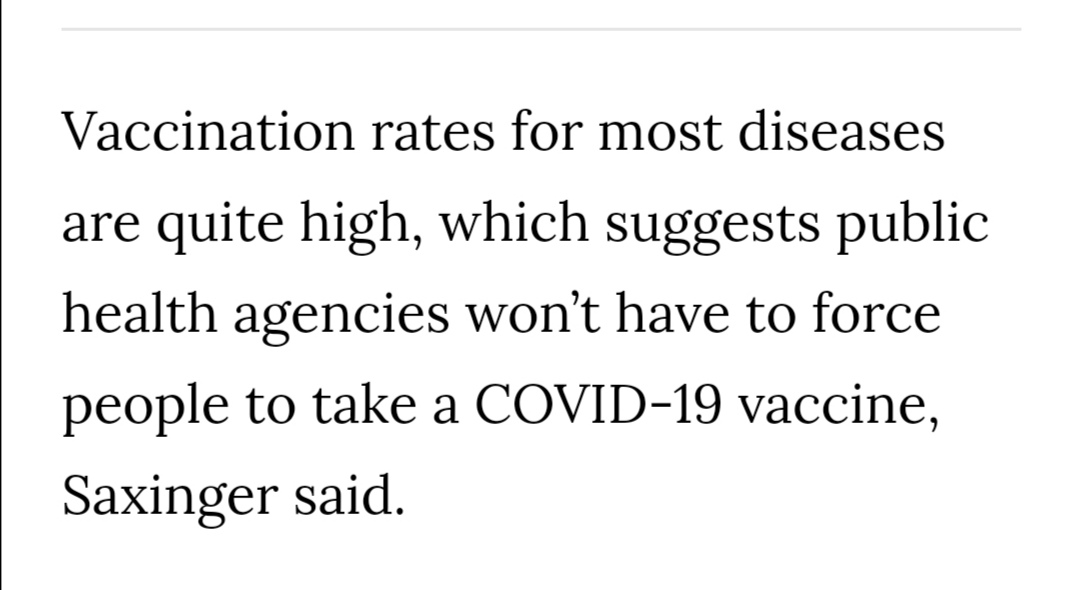 Vaccination rates for most diseases
are quite high, which suggests public
health agencies won’t have to force
people to take a COVID-19 vaccine,
Saxinger said.